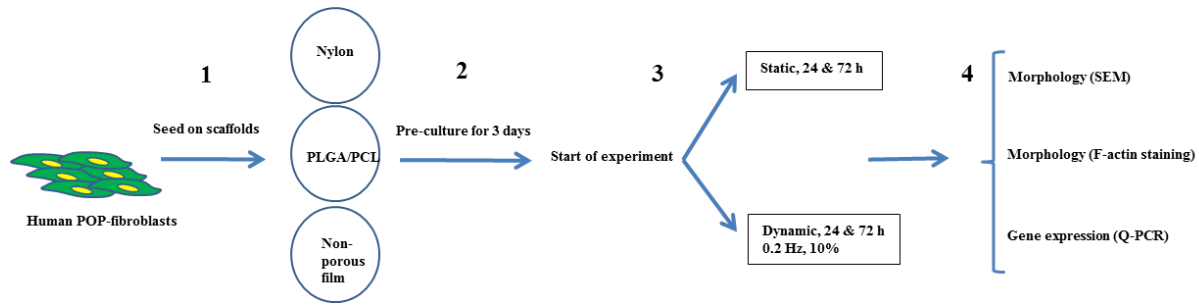 1
Seed on scaffolds
Human POP-fibroblasts
Nylon
PLGA/PCL
Non-
porous
film
2
Pre-culture for 3 days
Start of experiment
3
Static, 24 & 72 h
Dynamic, 24 & 72 h
0.2 Hz, 10%
4
Morphology (SEM)
Morphology (F-actin staining)
Gene expression (Q-PCR)